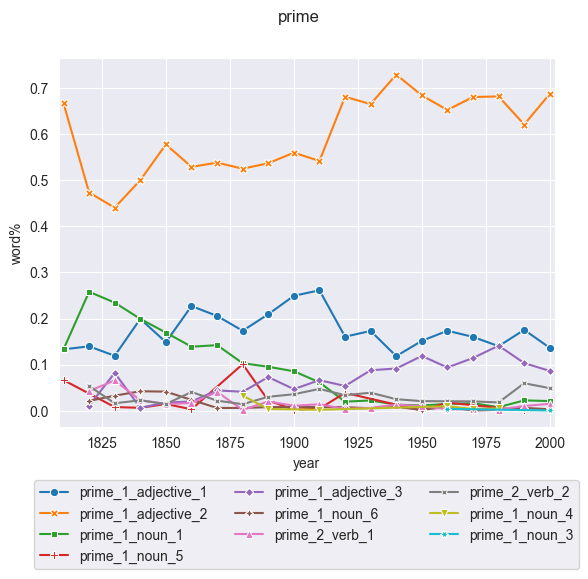 prime
0.7
0.6
0.5
0.4
0.3
0.2
0.1
0.0
word%
1825 1850 1875 1900 1925 1950 1975 2000
year
prime_1_adjective_1 prime_1_adjective_3 prime_2_verb_2
prime_1_adjective_2 prime_1_noun_6 prime_1_noun_4
prime_1_noun_1 prime_2_verb_1 prime_1_noun_3
prime_1_noun_5